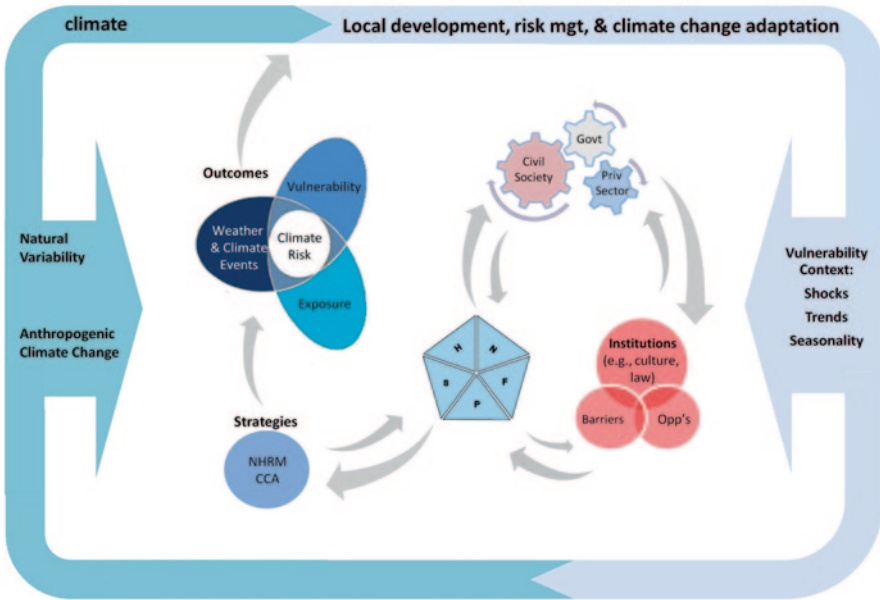 climate
Local development, risk mgt, & climate change adaptation
Natural
Variability
Anthropogenic
Climate Change
Outcomes
Vulnerability
Weather
& Climate
Events
Climate
Risk
Exposure
Strategies
NHRM
CCA
H
N
S
F
P
Civil
Society
Govt
Priv
Sector
Institutions
(e.g., culture,
law)
Barriers
Opp's
Vulnerability
Context:
Shocks
Trends
Seasonality